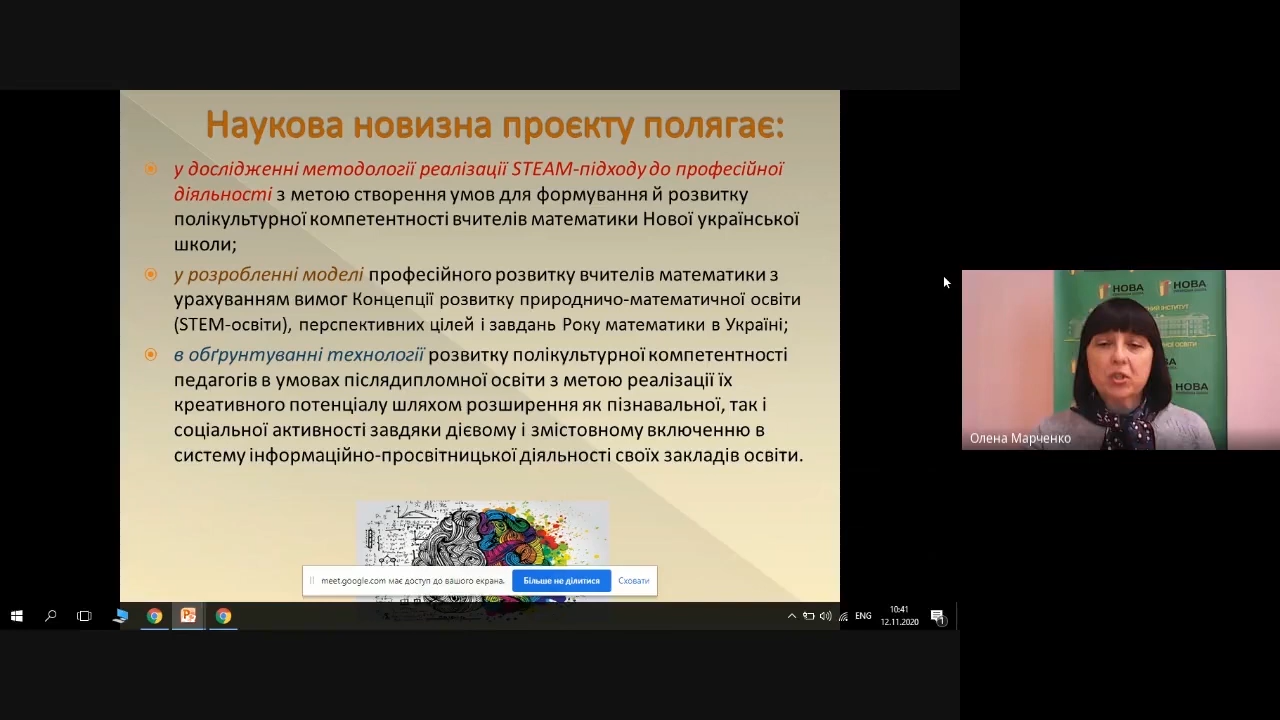 Наукова новизна проєкту полягає:
у дослідженні методології реалізації STEAM-підходу до професійної
діяльності з метою створення умов для формування й розвитку
полікультурної компетентності вчителів математики Нової української
школи;
у розробленні моделі професійного розвитку вчителів математики з
урахуванням вимог Концепції розвитку природничо-математичної освіти
(STEM-освіти), перспективних цілей і завдань Року математики в Україні;
в обґрунтуванні технології розвитку полікультурної компетентності
педагогів в умовах післядипломної освіти з метою реалізації їх
креативного потенціалу шляхом розширення як пізнавальної, так і
соціальної активності завдяки дієвому і змістовному включенню в
систему інформаційно-просвітницької діяльності своїх закладів освіти.
meet.google.com має доступ до вашого екрана.
Більше не ділитися
Сховати
ENG
10:41
12.11.2020
НОВА
НОВА
НОВА
Олена Марченко